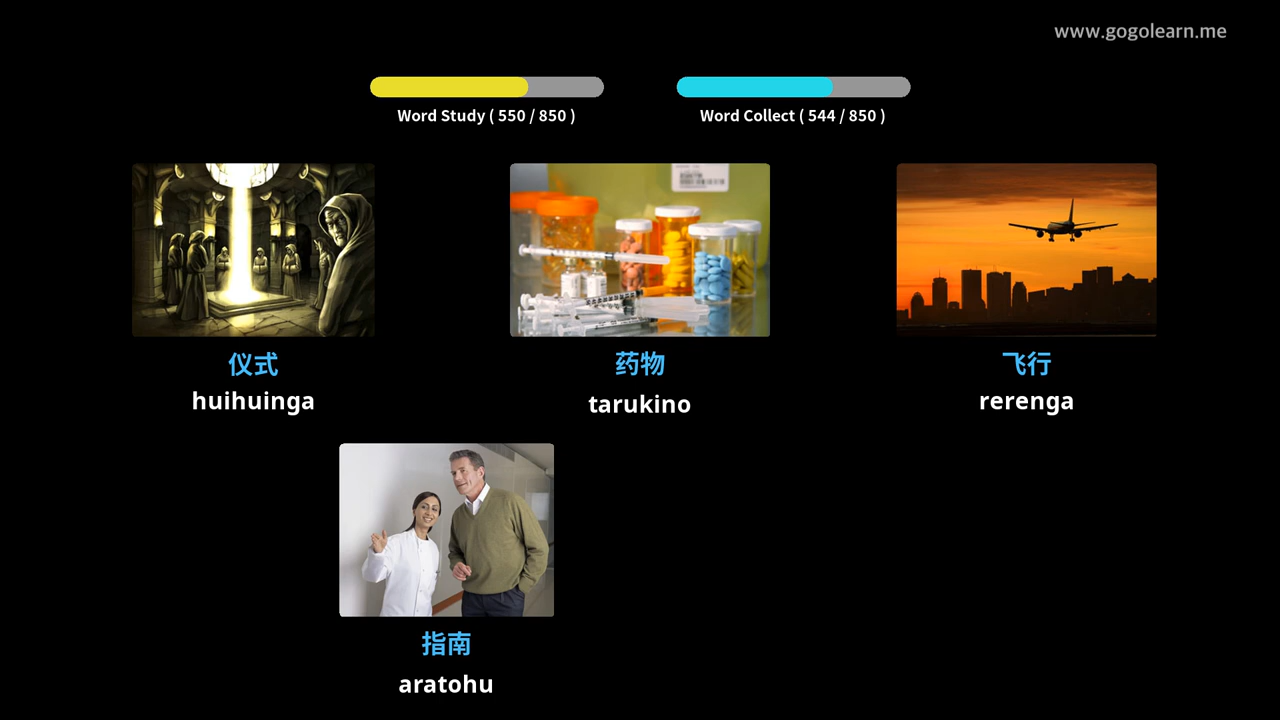 www.gogolearn.me
Word Study ( 550 / 850 )
Word Collect ( 544 / 850 )
仪式
huihuinga
药物
tarukino
飞行
rerenga
指南
aratohu